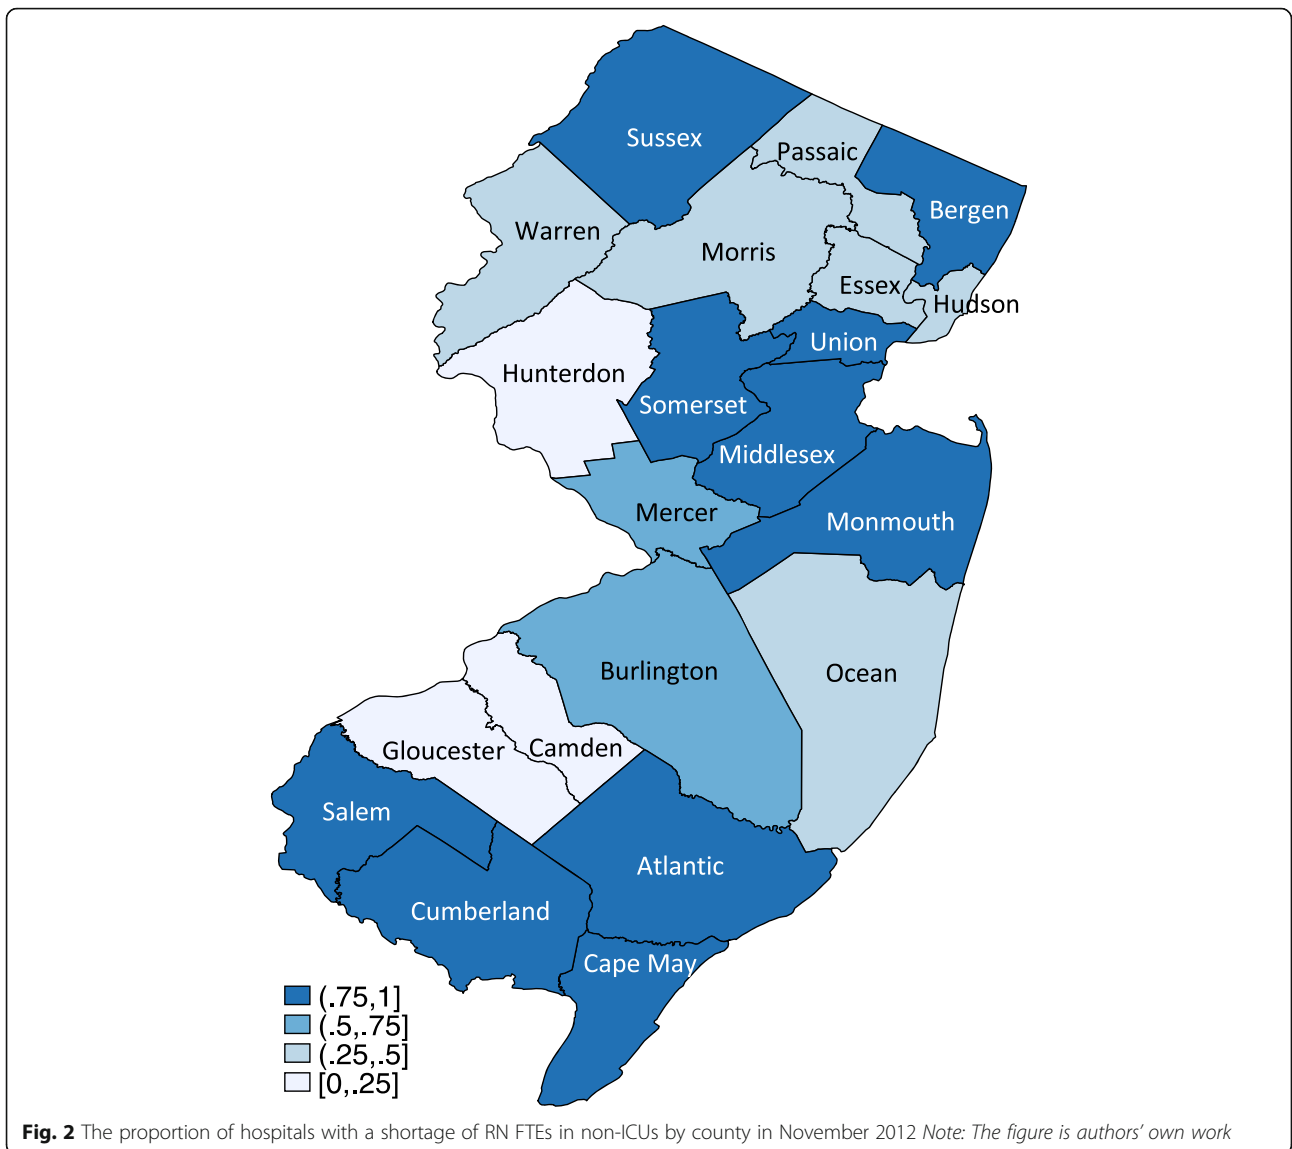 Sussex
Passaic
Bergen
Warren
Morris
Essex
Hudson
Union
Hunterdon
Somerset
Middlesex
Mercer
Monmouth
Burlington
Ocean
Gloucester
Camden
Salem
Atlantic
Cumberland
Cape May
(.75,1]
(.5,.75]
(.25,.5]
[0,.25]
Fig. 2 The proportion of hospitals with a shortage of RN FTEs in non-ICUs by county in November 2012 Note: The figure is authors' own work